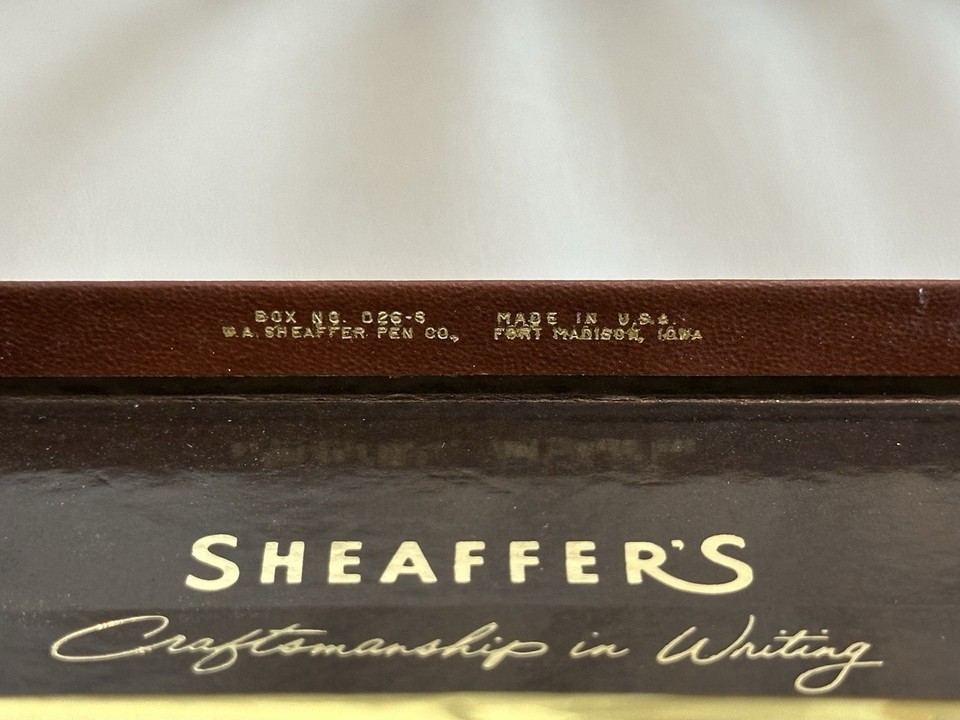 BOX NO. 026-S MADE IN U.S.A.
W.A. SHEAFFER PEN CO., FORT MADISON, IOWA
SHEAFFER'S
Craftsmanship in Writing